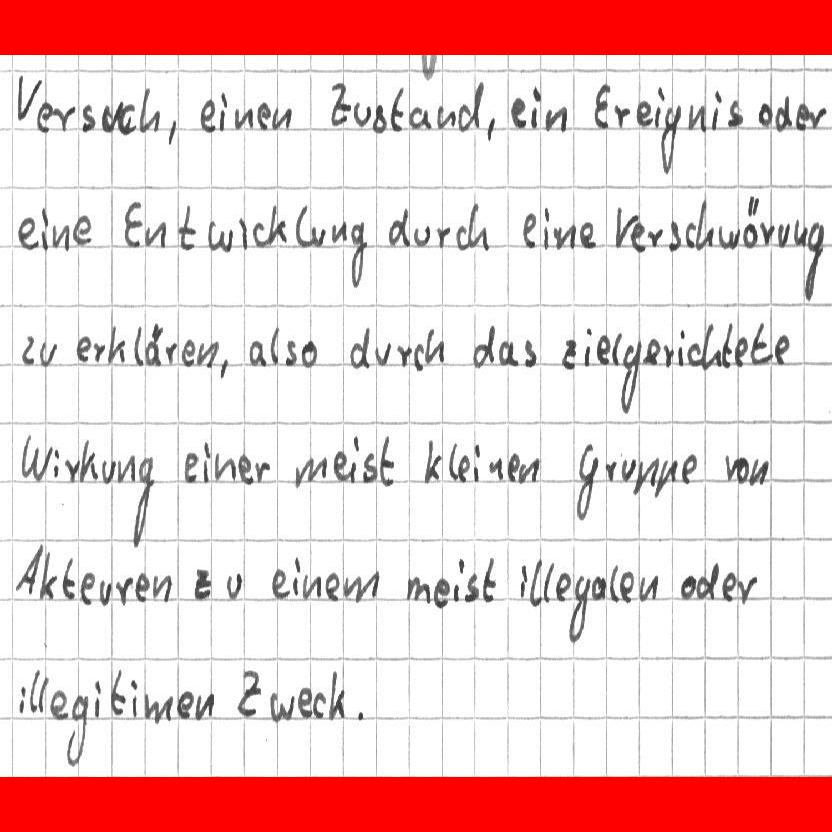 Versuch, einen Zustand, ein Ereignis oder
eine Entwicklung durch eine Verschwörung
zu erklären, also durch das zielgerichtete
Wirkung einer meist kleinen Gruppe von
Akteuren zu einem meist illegalen oder
illegitimen Zweck.